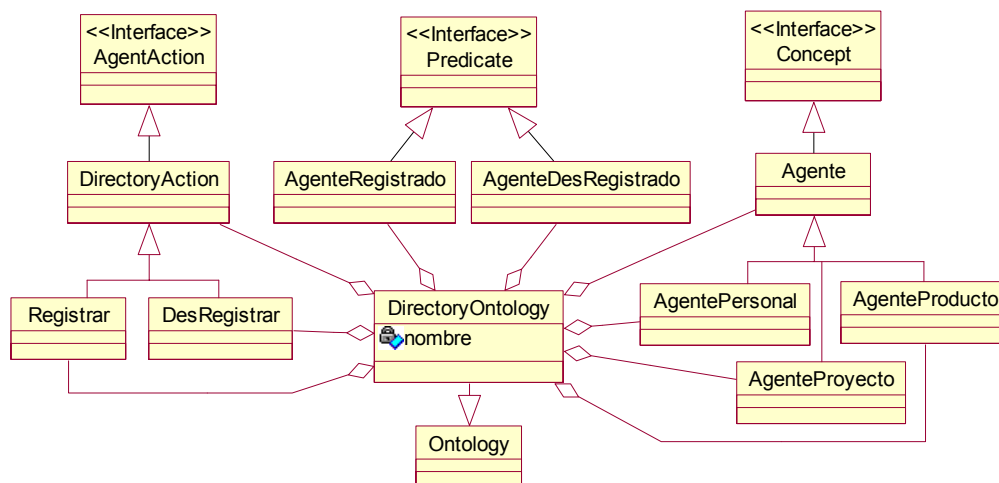 <<Interface>>
AgentAction
<<Interface>>
Predicate
<<Interface>>
Concept
DirectoryAction
AgenteRegistrado
AgenteDesRegistrado
Agente
Registrar
DesRegistrar
DirectoryOntology
nombre
AgentePersonal
AgenteProducto
AgenteProyecto
Ontology